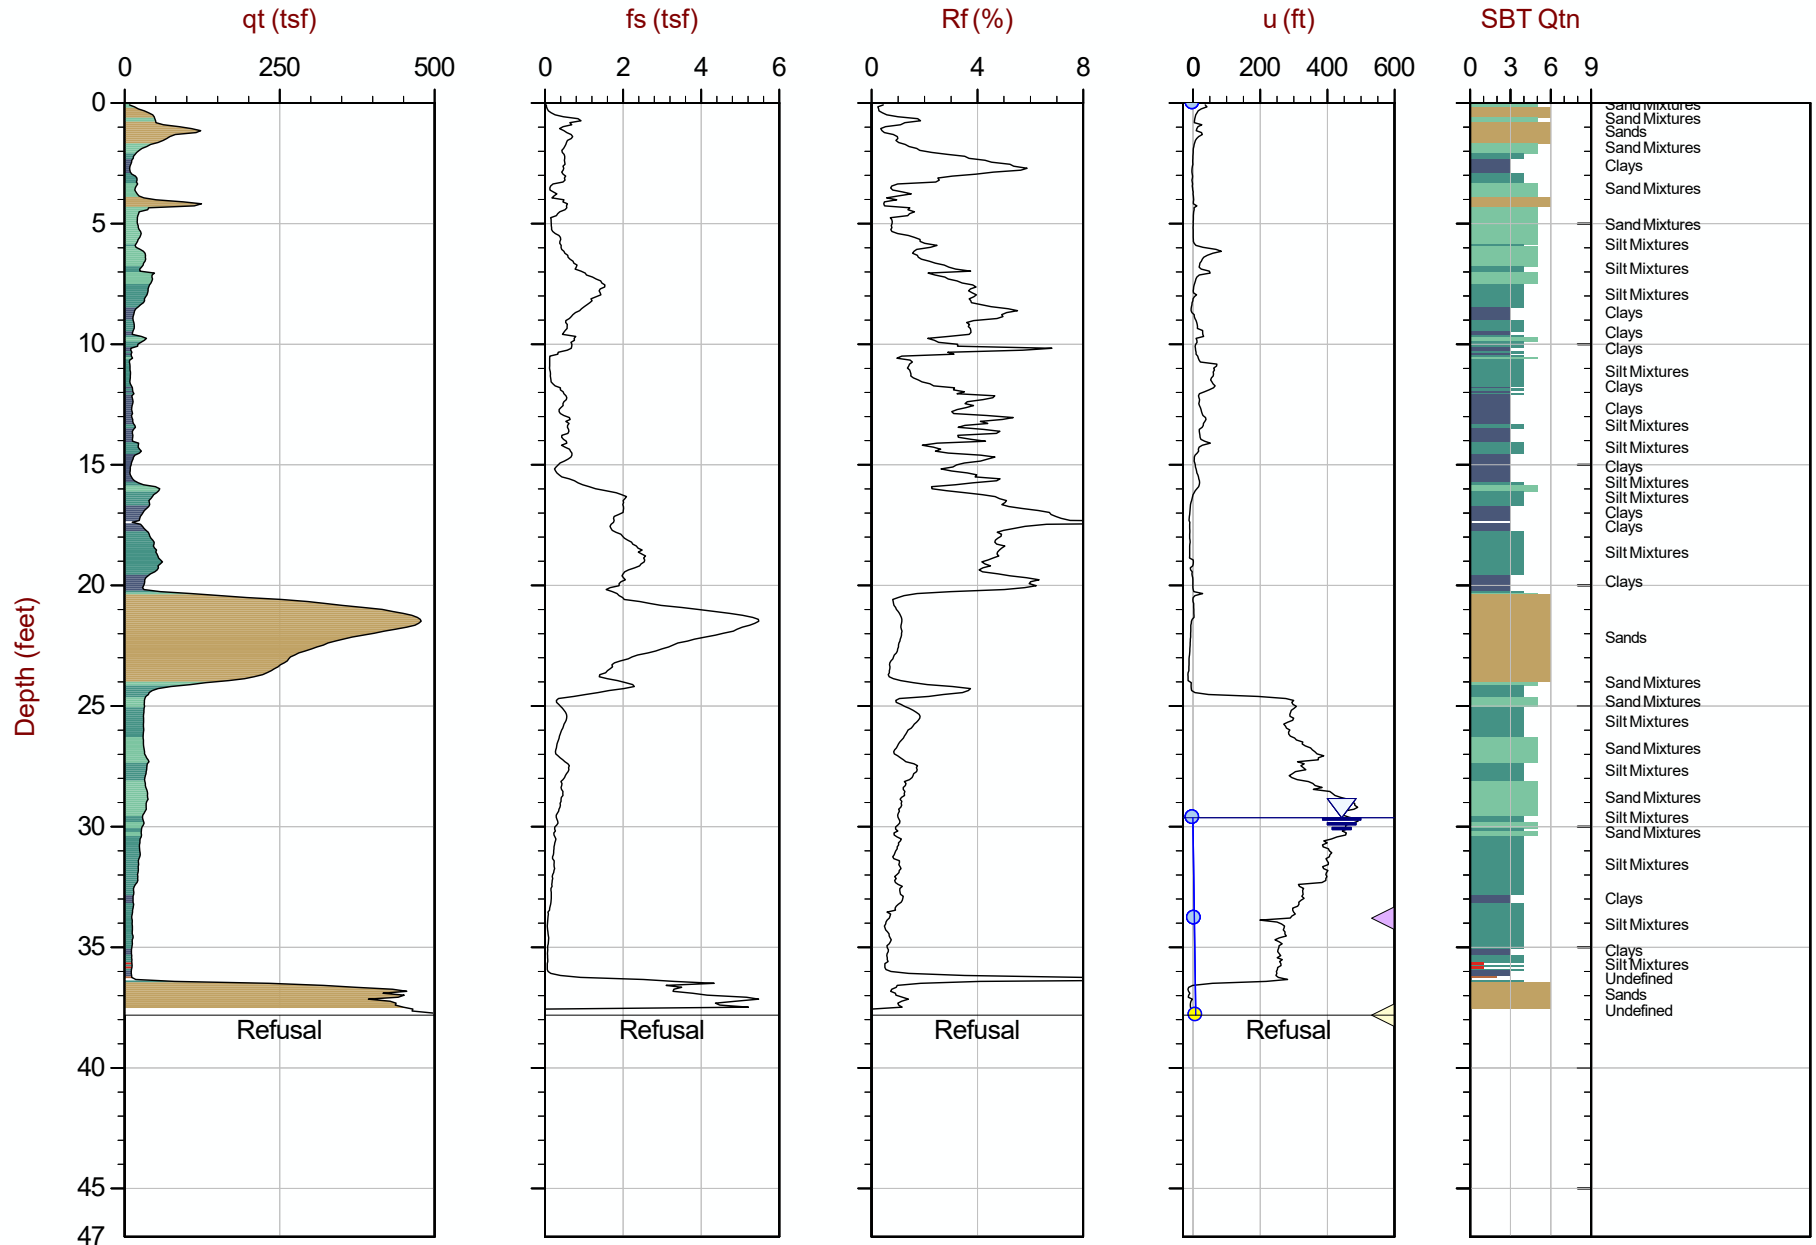 qt (tsf) fs (tsf) Rf (%) u (ft) SBT Qtn
0 250 500 0 2 4 6 0 4 8 0 200 400 600 0 3 6 9
0
Sand Mixtures
Sand Mixtures
Sands
Sand Mixtures
Clays
Sand Mixtures
5
Sand Mixtures
Silt Mixtures
Silt Mixtures
Silt Mixtures
Clays
Clays
10
Clays
Silt Mixtures
Clays
Clays
Silt Mixtures
Silt Mixtures
15
Clays
Silt Mixtures
Silt Mixtures
Clays
Clays
Silt Mixtures
20
Clays
Sands
Depth (feet)
Sand Mixtures
25
Sand Mixtures
Silt Mixtures
Sand Mixtures
Silt Mixtures
Sand Mixtures
Silt Mixtures
30
Sand Mixtures
Silt Mixtures
Clays
Silt Mixtures
35
Clays
Silt Mixtures
Undefined
Sands
Undefined
Refusal Refusal Refusal Refusal
40
45
47